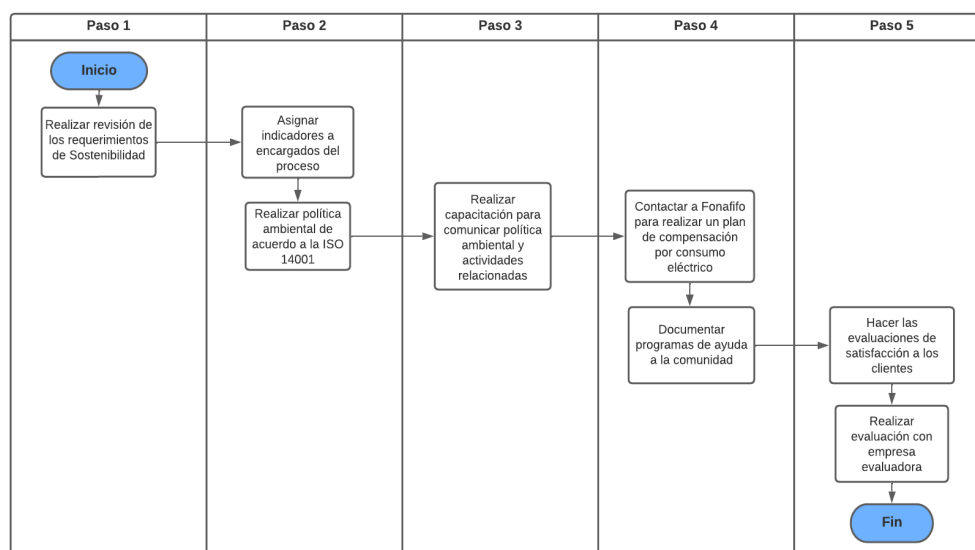 Paso 1
Paso 2
Paso 3
Paso 4
Paso 5
Inicio
Realizar revisión de
los requerimientos
de Sostenibilidad
Asignar
indicadores a
encargados del
proceso
Realizar política
ambiental de
acuerdo a la ISO
14001
Realizar
capacitación para
comunicar política
ambiental y
actividades
relacionadas
Contactar a Fonafifo
para realizar un plan
de compensación
por consumo
eléctrico
Documentar
programas de ayuda
a la comunidad
Hacer las
evaluaciones de
satisfacción a los
clientes
Realizar
evaluación con
empresa
evaluadora
Fin